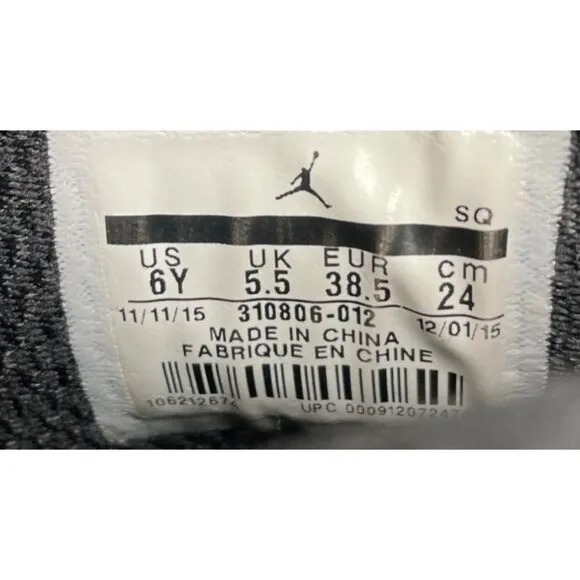 SQ
US UK EUR cm
6Y 5.5 38.5 24
11/11/15 310806-012 12/01/15
MADE IN CHINA
FABRIQUE EN CHINE
UPC